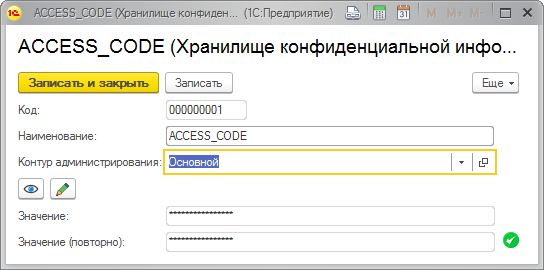 ACCESS_CODE (Хранилище конфиден... (1С:Предприятие)
M M+ M-
ACCESS_CODE (Хранилище конфиденциальной инфо...
Записать и закрыть Записать Еще
Код: 000000001
Наименование: ACCESS_CODE
Контур администрирования: Основной
Значение: ****************
Значение (повторно): ****************